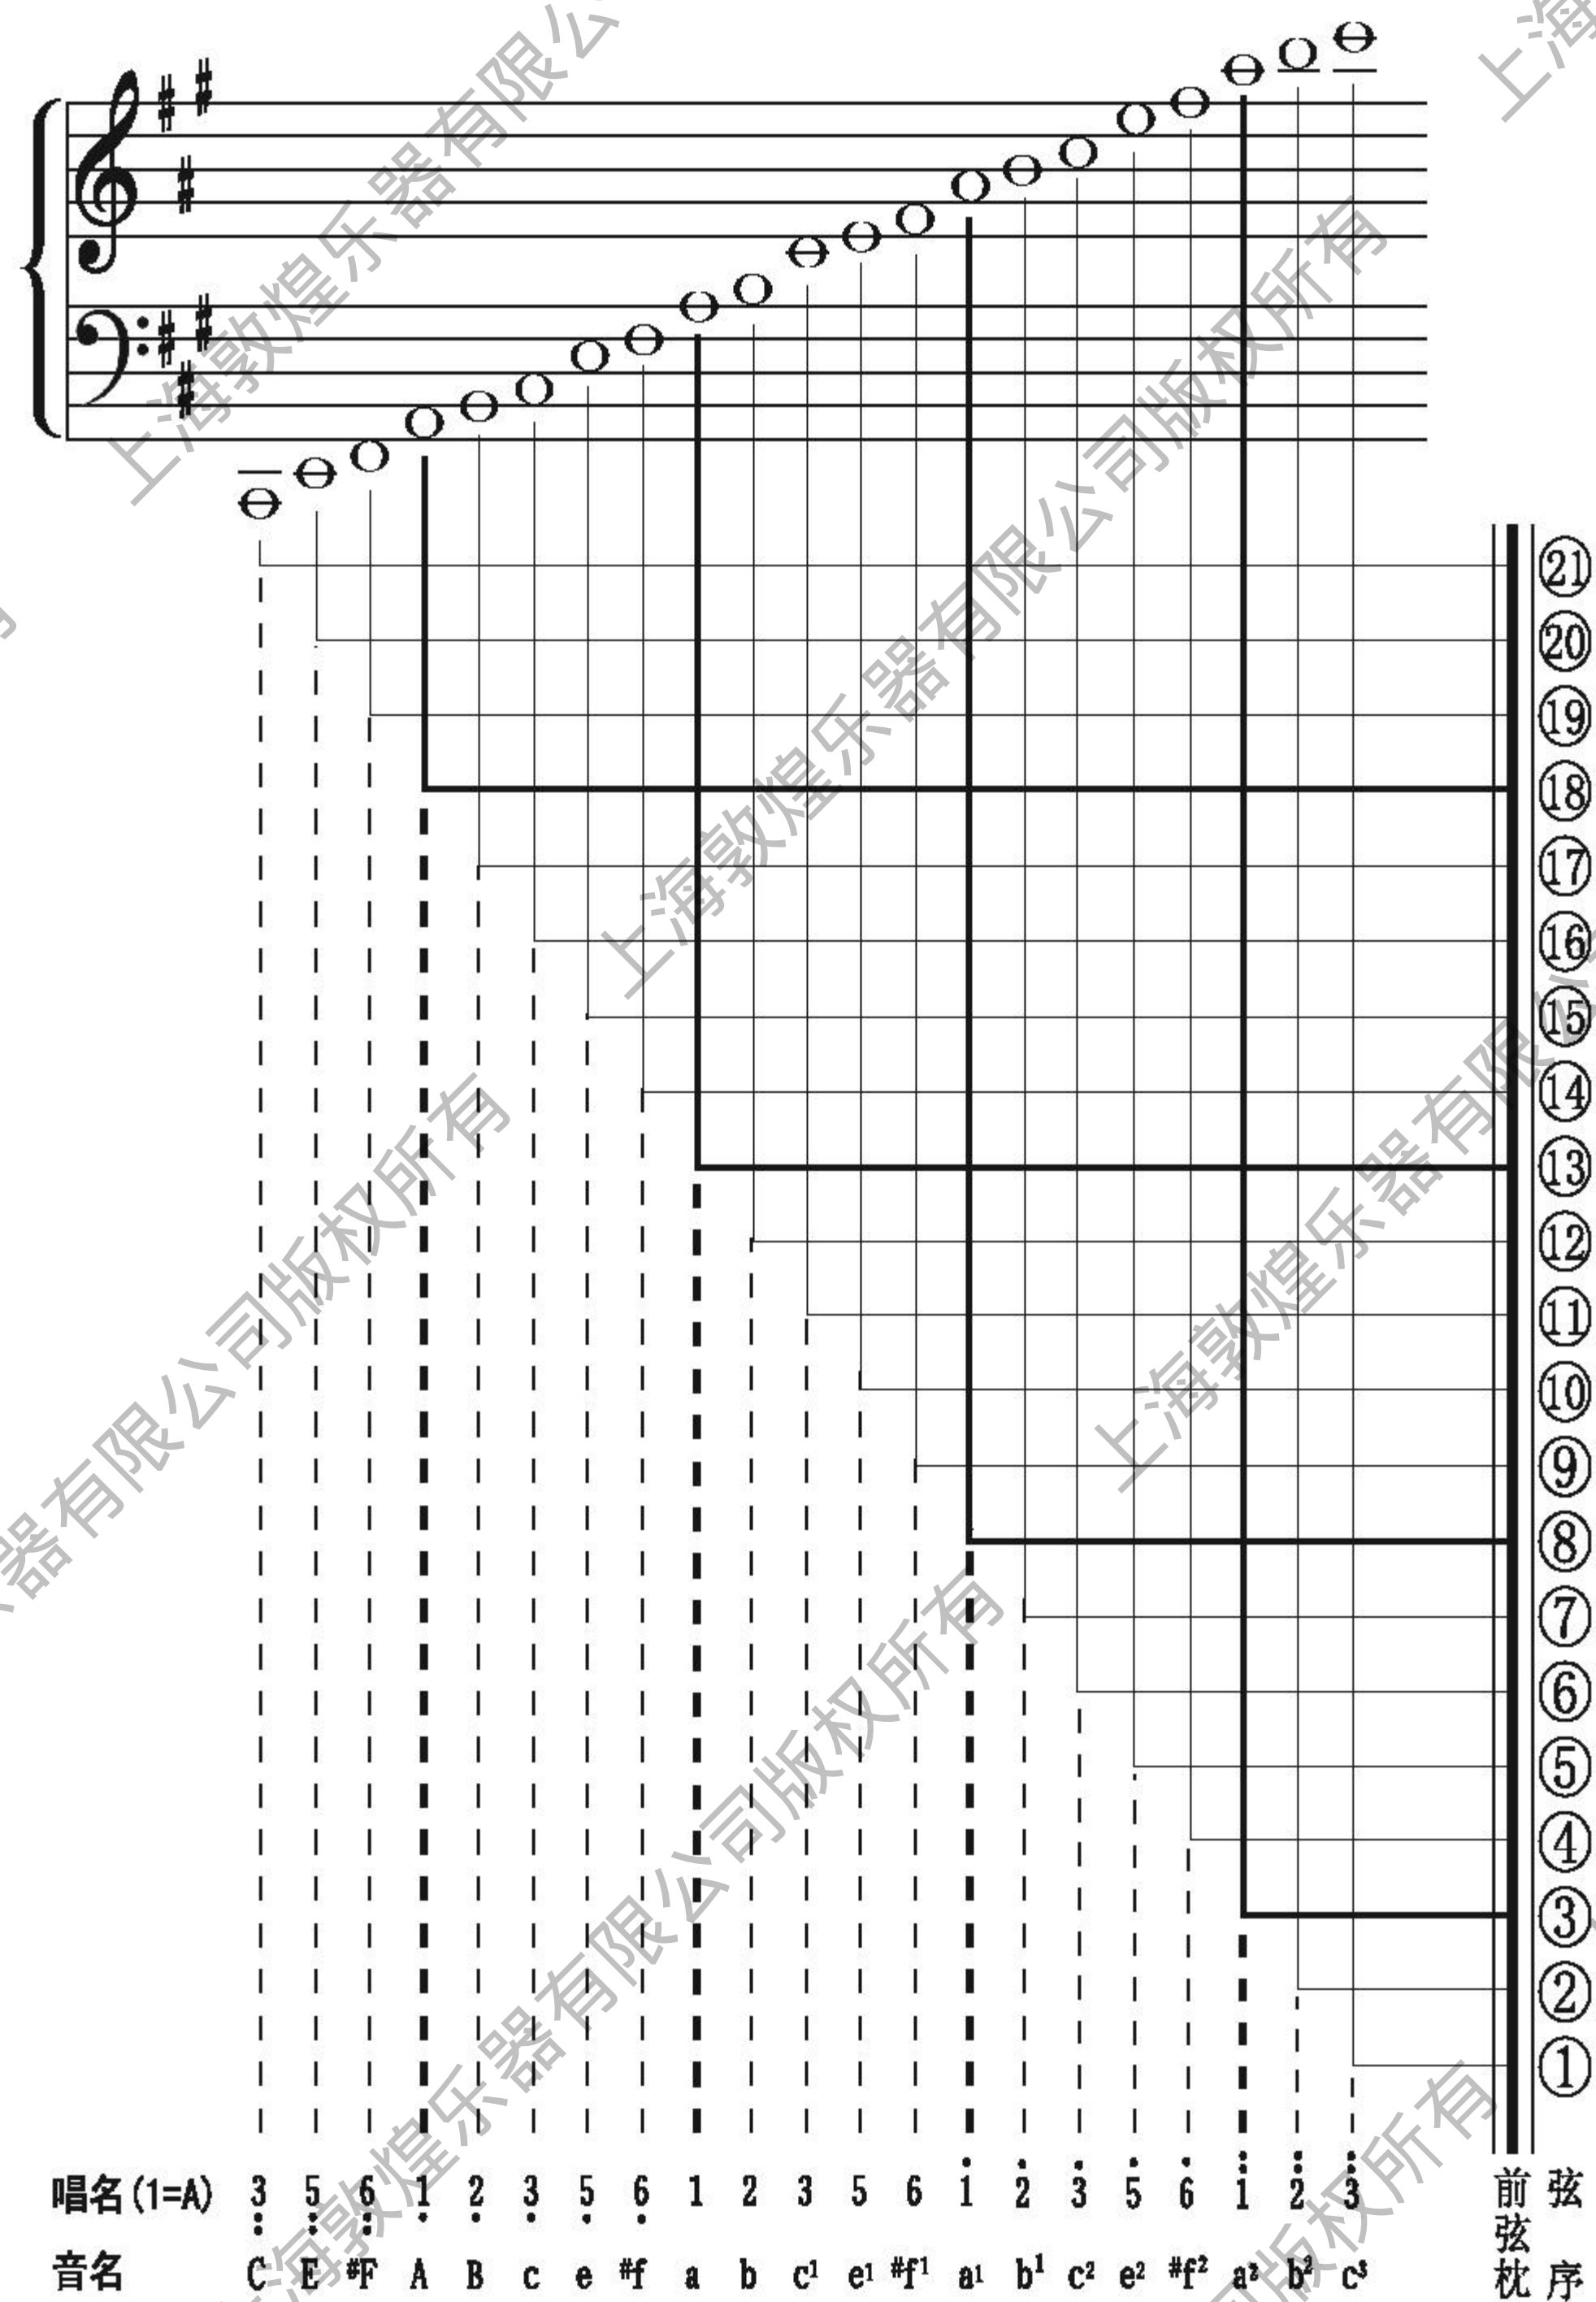 上海敦煌乐器有限公
上海
上海敦煌乐器有限公司版权所有
㉑
⑳
⑲
⑱
⑰
⑯
⑮
⑭
⑬
⑫
⑪
⑩
⑨
⑧
⑦
⑥
⑤
④
③
②
①
上海敦煌乐器有限公司版权所有
上海敦煌乐器有限公
器有限公司版权所有
上海敦煌乐器有限公司版权所有
版权所有
唱名(1=A) 3 5 6 1 2 3 5 6 1 2 3 5 6 1 2 3 5 6 1 2 3
音名 C E #F A B c e #f a b c¹ e¹ #f¹ a¹ b¹ c² e² #f² a² b² c³
前弦枕
弦序